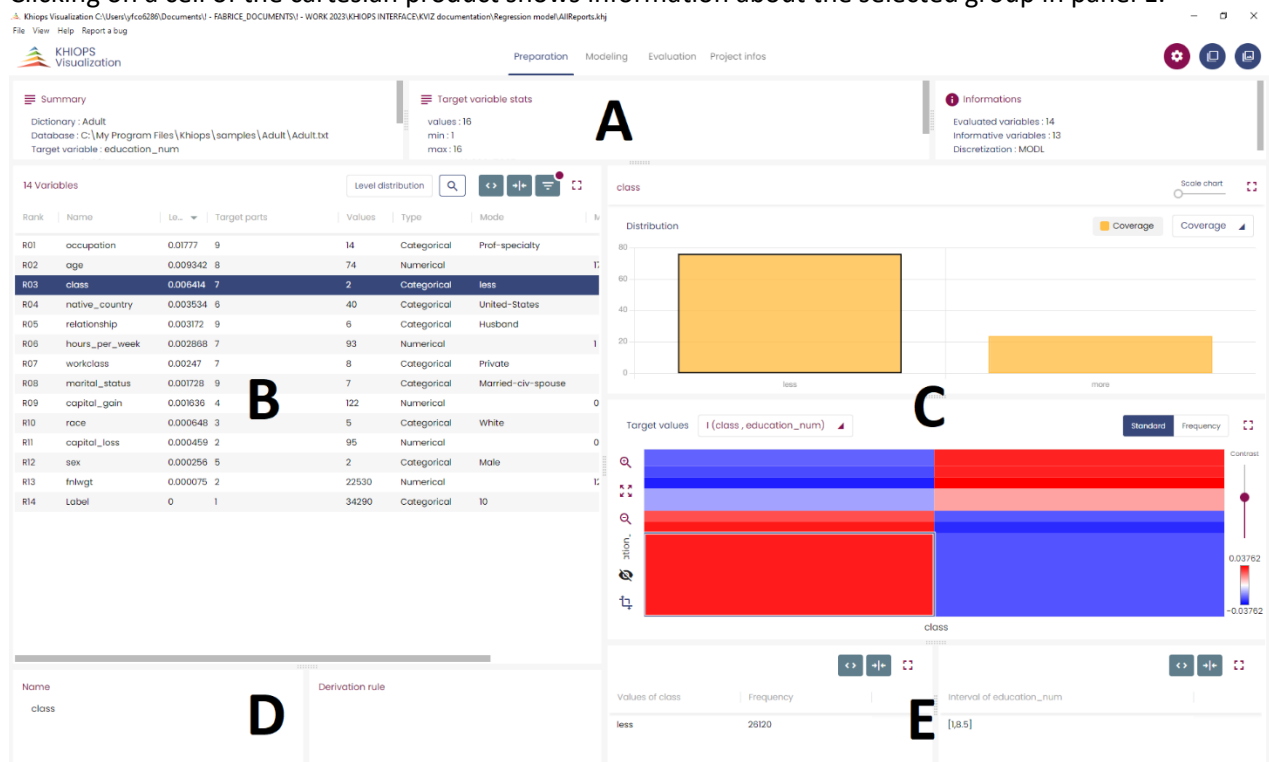 Clicking on a cell of the cartesian product shows information about the selected group in panel E.
Khiops Visualization C:\Users\yfco6286\Documents\! - FABRICE_DOCUMENTS\! - WORK 2023\KHIOPS INTERFACE\KVIZ documentation\Regression model\AllReports.khj
File View Help Report a bug
KHIOPS
Visualization
Preparation Modeling Evaluation Project infos
Summary
Dictionary : Adult
Database : C:\My Program Files\Khiops\samples\Adult\Adult.txt
Target variable : education_num
Target variable stats
values : 16
min : 1
max : 16
A
Informations
Evaluated variables : 14
Informative variables : 13
Discretization : MODL
14 Variables Level distribution
Rank Name Le... Target parts Values Type Mode M
R01 occupation 0.01777 9 14 Categorical Prof-specialty
R02 age 0.009342 8 74 Numerical 17
R03 class 0.006414 7 2 Categorical less
R04 native_country 0.003534 6 40 Categorical United-States
R05 relationship 0.003172 9 6 Categorical Husband
R06 hours_per_week 0.002868 7 93 Numerical 1
R07 workclass 0.00247 7 8 Categorical Private
R08 marital_status 0.001728 9 7 Categorical Married-civ-spouse
R09 capital_gain 0.001636 4 122 Numerical 0
R10 race 0.000648 3 5 Categorical White
R11 capital_loss 0.000459 2 95 Numerical 0
R12 sex 0.000256 5 2 Categorical Male
R13 fnlwgt 0.000075 2 22530 Numerical 12
R14 Label 0 1 34290 Categorical 10
B
class Scale chart
Distribution Coverage Coverage
80
60
40
20
0
less more
C
Target values I (class , education_num) Standard Frequency
Contrast
ation_
0.03762
-0.03762
class
Name
class
Derivation rule
D
Values of class Frequency
less 26120
E
Interval of education_num
[1,8.5]